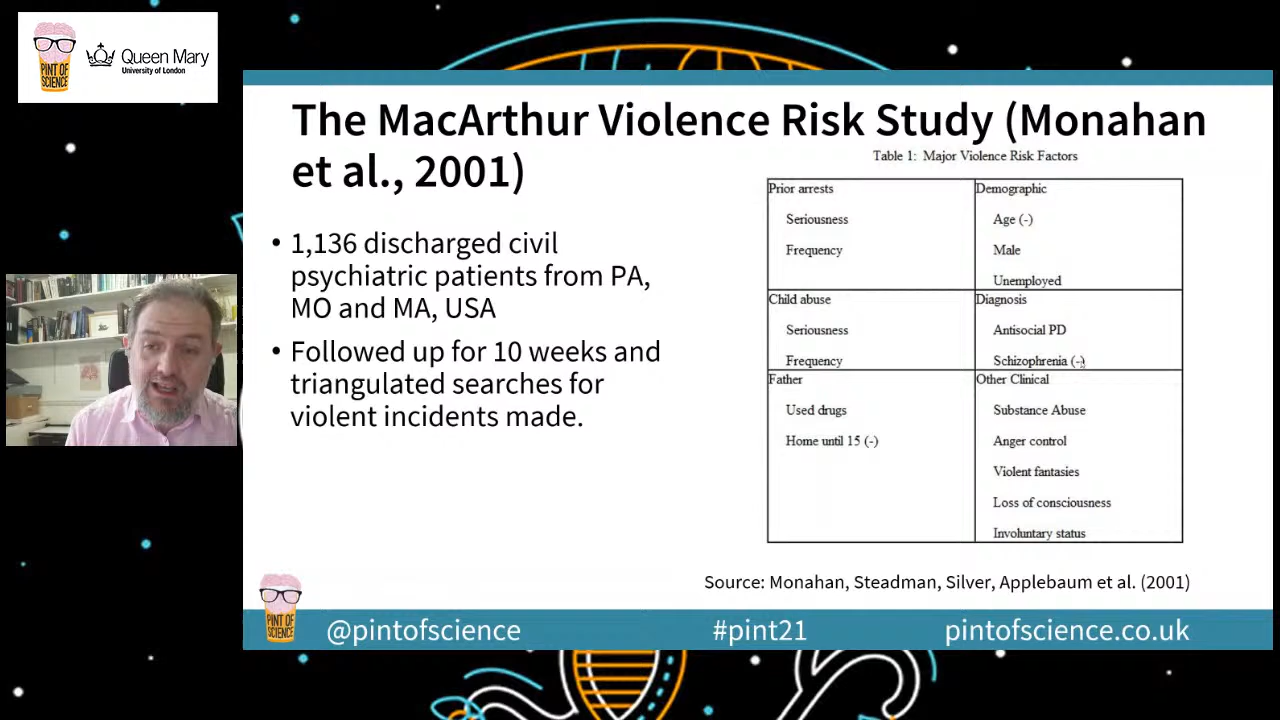 PINT OF
SCIENCE
Queen Mary
University of London
The MacArthur Violence Risk Study (Monahan
et al., 2001)
• 1,136 discharged civil
psychiatric patients from PA,
MO and MA, USA
• Followed up for 10 weeks and
triangulated searches for
violent incidents made.
Table 1: Major Violence Risk Factors
Prior arrests
Seriousness
Frequency
Demographic
Age (-)
Male
Unemployed
Child abuse
Seriousness
Frequency
Diagnosis
Antisocial PD
Schizophrenia (-)
Father
Used drugs
Home until 15 (-)
Other Clinical
Substance Abuse
Anger control
Violent fantasies
Loss of consciousness
Involuntary status
Source: Monahan, Steadman, Silver, Applebaum et al. (2001)
PINT OF
SCIENCE
@pintofscience
#pint21
pintofscience.co.uk